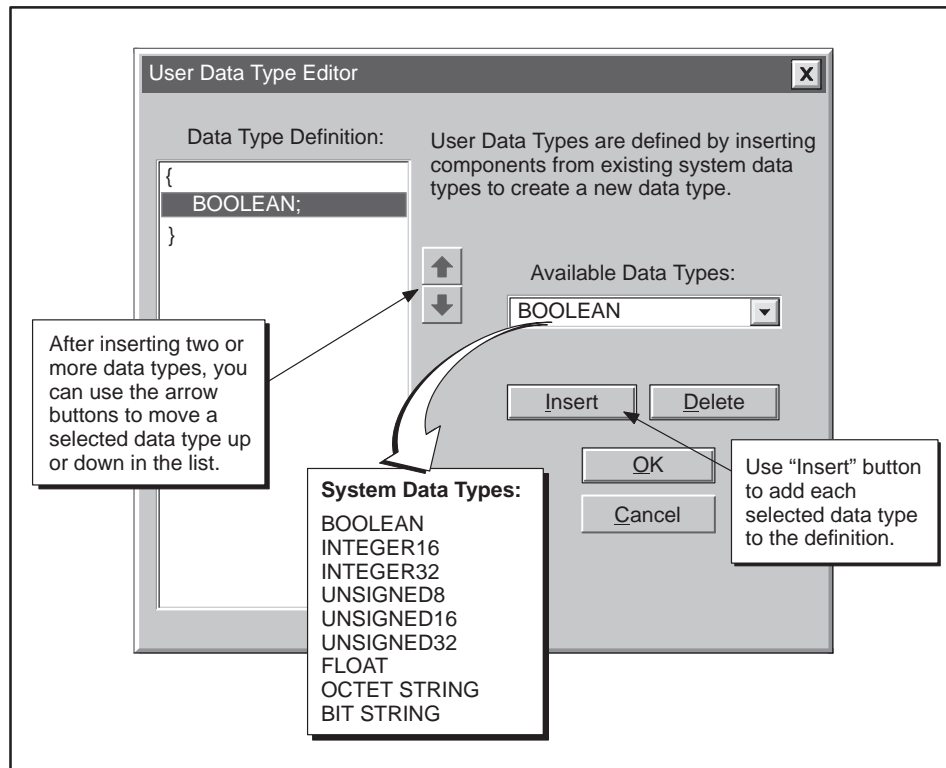 User Data Type Editor
X
Data Type Definition:
{
BOOLEAN;
}
User Data Types are defined by inserting
components from existing system data
types to create a new data type.
Available Data Types:
BOOLEAN
After inserting two or
more data types, you
can use the arrow
buttons to move a
selected data type up
or down in the list.
Insert
Delete
OK
Cancel
Use “Insert” button
to add each
selected data type
to the definition.
System Data Types:
BOOLEAN
INTEGER16
INTEGER32
UNSIGNED8
UNSIGNED16
UNSIGNED32
FLOAT
OCTET STRING
BIT STRING